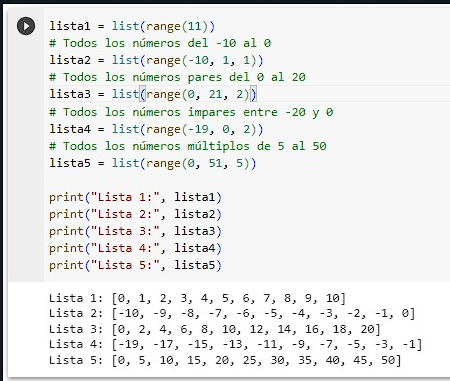 lista1 = list(range(11))
# Todos los números del -10 al 0
lista2 = list(range(-10, 1, 1))
# Todos los números pares del 0 al 20
lista3 = list(range(0, 21, 2))
# Todos los números impares entre -20 y 0
lista4 = list(range(-19, 0, 2))
# Todos los números múltiplos de 5 al 50
lista5 = list(range(0, 51, 5))
print("Lista 1:", lista1)
print("Lista 2:", lista2)
print("Lista 3:", lista3)
print("Lista 4:", lista4)
print("Lista 5:", lista5)
Lista 1: [0, 1, 2, 3, 4, 5, 6, 7, 8, 9, 10]
Lista 2: [-10, -9, -8, -7, -6, -5, -4, -3, -2, -1, 0]
Lista 3: [0, 2, 4, 6, 8, 10, 12, 14, 16, 18, 20]
Lista 4: [-19, -17, -15, -13, -11, -9, -7, -5, -3, -1]
Lista 5: [0, 5, 10, 15, 20, 25, 30, 35, 40, 45, 50]